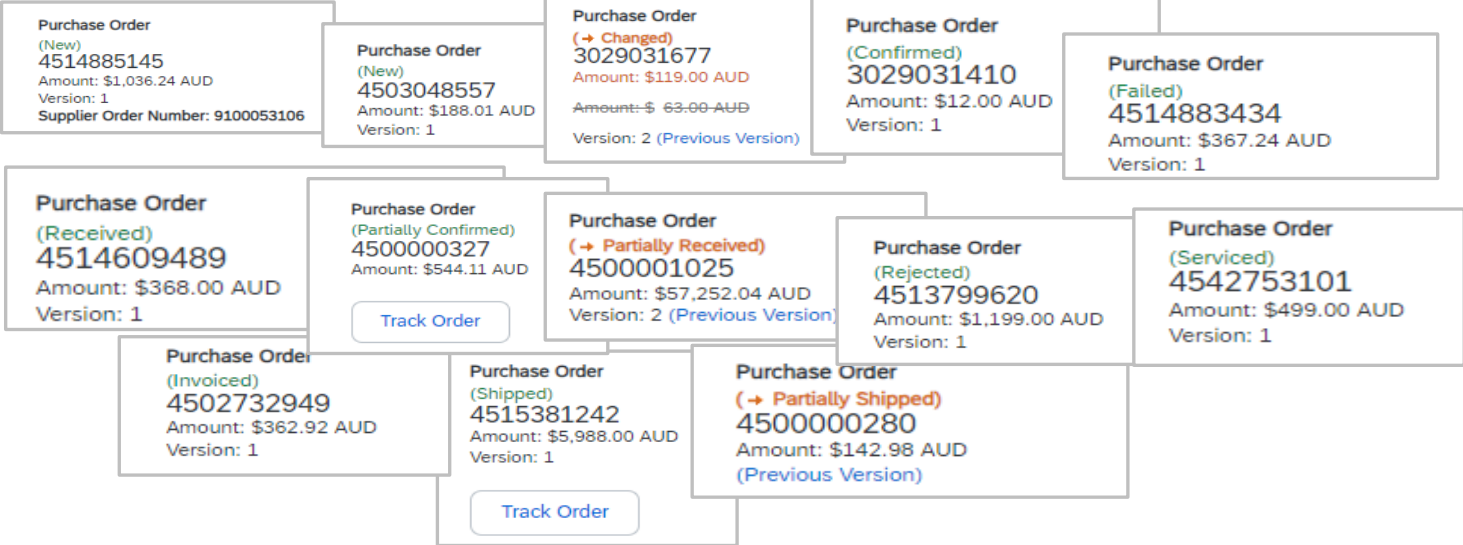 Purchase Order
(New)
4514885145
Amount: $1,036.24 AUD
Version: 1
Supplier Order Number: 9100053106
Purchase Order
(New)
4503048557
Amount: $188.01 AUD
Version: 1
Purchase Order
(→ Changed)
3029031677
Amount: $119.00 AUD
Amount: $ 63.00 AUD
Version: 2 (Previous Version)
Purchase Order
(Confirmed)
3029031410
Amount: $12.00 AUD
Version: 1
Purchase Order
(Failed)
4514883434
Amount: $367.24 AUD
Version: 1
Purchase Order
(Received)
4514609489
Amount: $368.00 AUD
Version: 1
Purchase Order
(Partially Confirmed)
4500000327
Amount: $544.11 AUD
Track Order
Purchase Order
(→ Partially Received)
4500001025
Amount: $57,252.04 AUD
Version: 2 (Previous Version)
Purchase Order
(Rejected)
4513799620
Amount: $1,199.00 AUD
Version: 1
Purchase Order
(Serviced)
4542753101
Amount: $499.00 AUD
Version: 1
Purchase Order
(Invoiced)
4502732949
Amount: $362.92 AUD
Version: 1
Purchase Order
(Shipped)
4515381242
Amount: $5,988.00 AUD
Version: 1
Track Order
Purchase Order
(→ Partially Shipped)
4500000280
Amount: $142.98 AUD
(Previous Version)